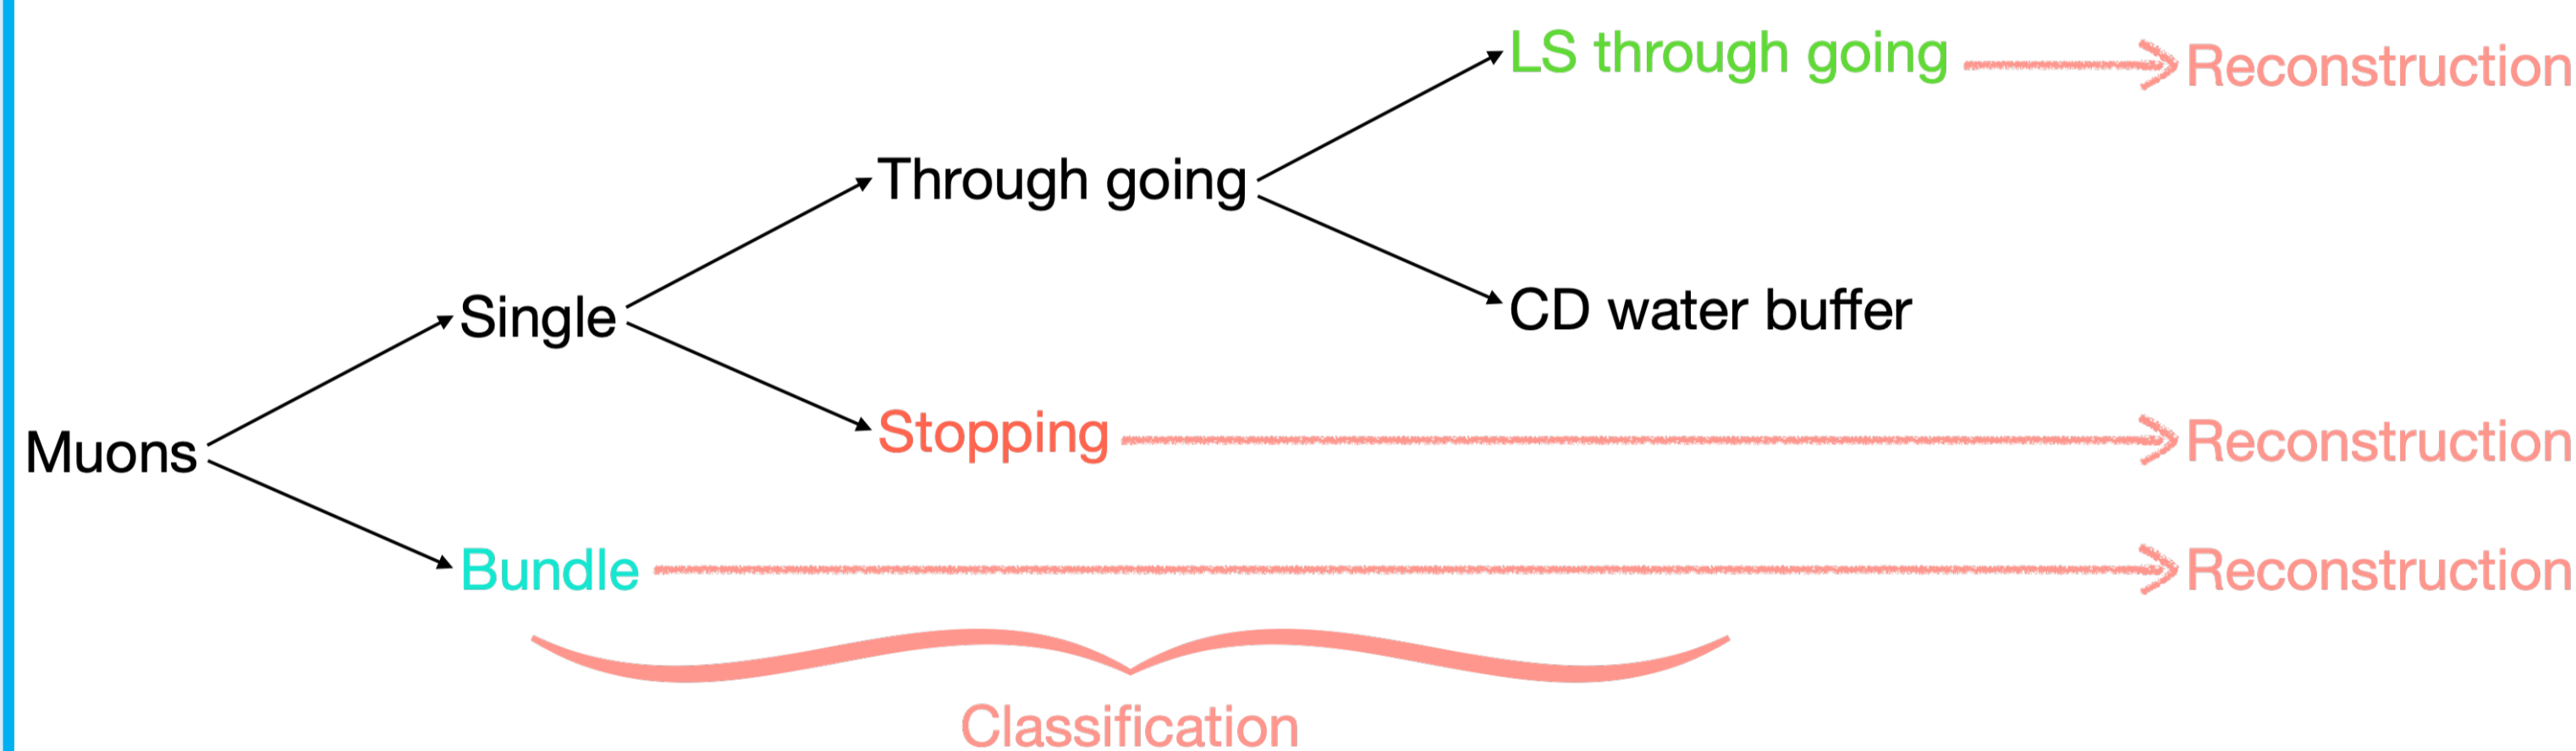 LS through going
Reconstruction
Through going
Single
CD water buffer
Stopping
Reconstruction
Muons
Bundle
Reconstruction
Classification